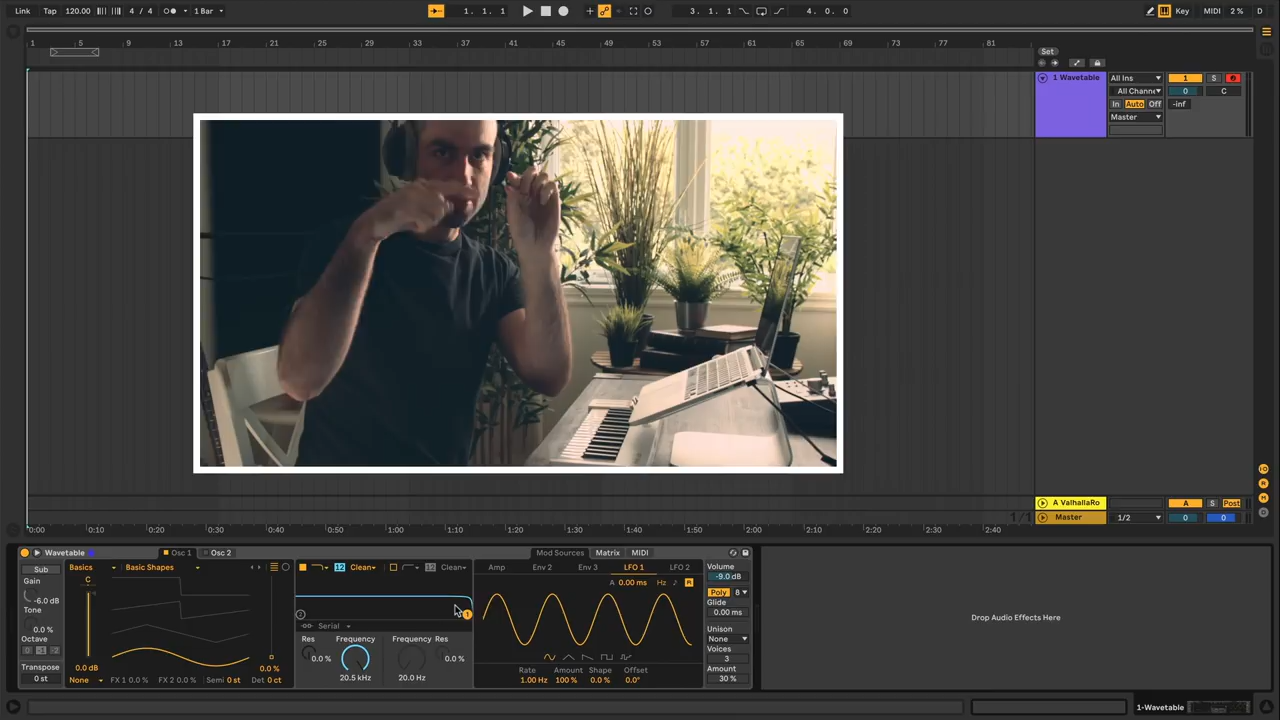 Link Tap 120.00 4 / 4 1 Bar 1. 1. 1 3. 1. 1 4. 0. 0 Key MIDI 2 % D
1 5 9 13 17 21 25 29 33 37 41 45 49 53 57 61 65 69 73 77 81 Set
1 Wavetable All Ins 1 S
All Channe 0 C
In Auto Off -inf
Master
A ValhallaRo A S Post
1/1 Master 1/2 0 0
0:00 0:10 0:20 0:30 0:40 0:50 1:00 1:10 1:20 1:30 1:40 1:50 2:00 2:10 2:20 2:30 2:40
Wavetable Osc 1 Osc 2 Mod Sources Matrix MIDI
Sub Basics Basic Shapes 12 Clean 12 Clean Amp Env 2 Env 3 LFO 1 LFO 2 Volume
Gain C A 0.00 ms Hz R -9.0 dB
-6.0 dB Poly 8
Tone 1 Glide
0.0 % 2 Serial 0.00 ms
Octave Res Frequency Frequency Res Unison
0 -1 -2 0.0 % 0.0 % None
Transpose 0.0 dB 0.0 % Rate Amount Shape Offset Voices
0 st None FX 1 0.0 % FX 2 0.0 % Semi 0 st Det 0 ct 20.5 kHz 20.0 Hz 1.00 Hz 100 % 0.0 % 0.0° 3
Amount
30 %
Drop Audio Effects Here
1-Wavetable